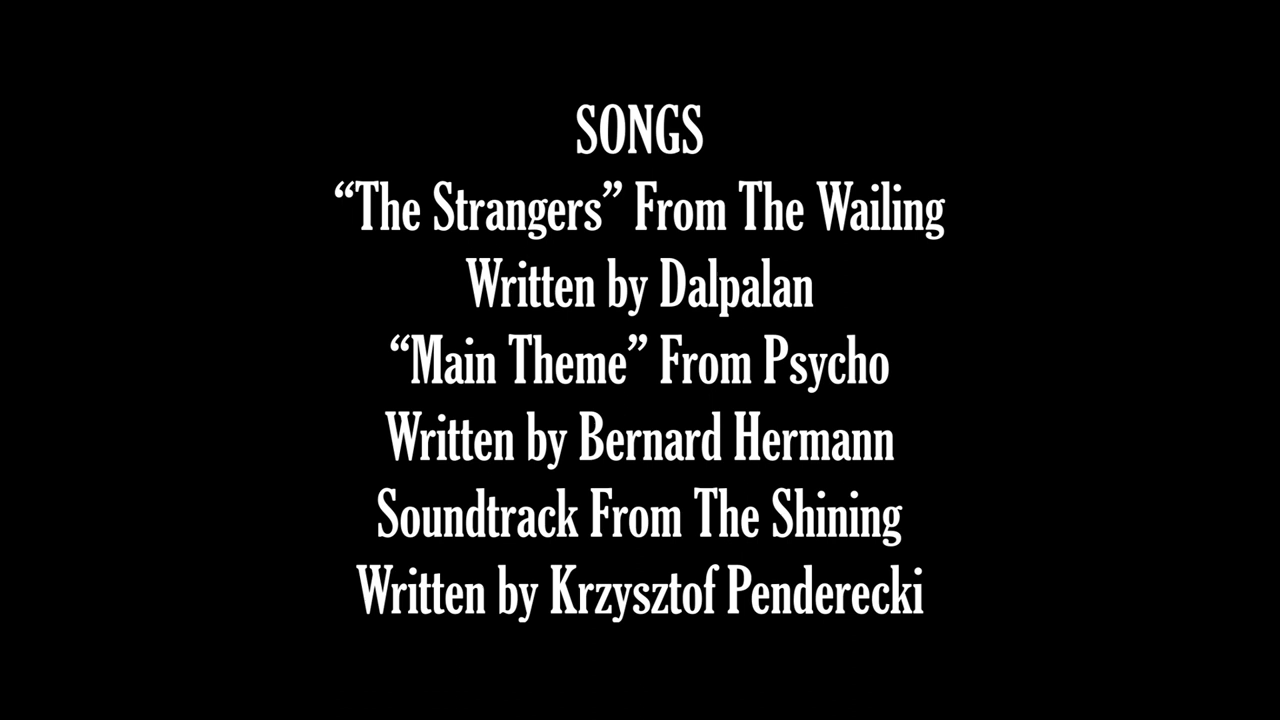 SONGS
“The Strangers” From The Wailing
Written by Dalpalan
“Main Theme” From Psycho
Written by Bernard Hermann
Soundtrack From The Shining
Written by Krzysztof Penderecki